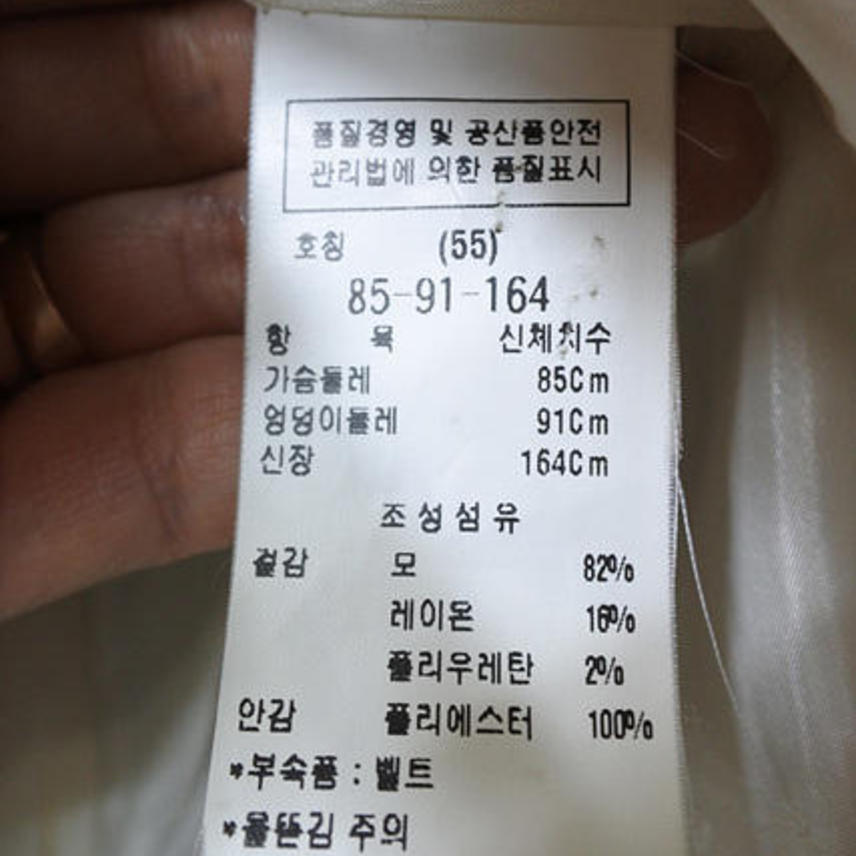 품질경영 및 공산품안전
관리법에 의한 품질표시
호칭 (55)
85-91-164
항 목 신체치수
가슴둘레 85Cm
엉덩이둘레 91Cm
신장 164Cm
조성섬유
겉감 모 82%
레이온 16%
폴리우레탄 2%
안감 폴리에스터 100%
*부속품 : 벨트
*올뜯김 주의